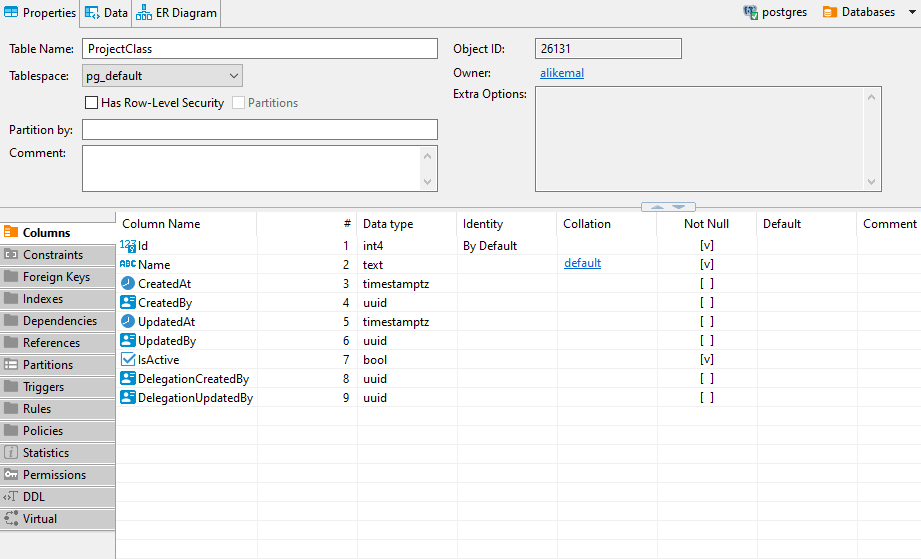 Properties Data ER Diagram postgres Databases
Table Name: ProjectClass Object ID: 26131
Tablespace: pg_default Owner: alikemal
Has Row-Level Security Partitions Extra Options:
Partition by:
Comment:
Columns
Constraints
Foreign Keys
Indexes
Dependencies
References
Partitions
Triggers
Rules
Policies
Statistics
Permissions
DDL
Virtual
Column Name # Data type Identity Collation Not Null Default Comment
123 Id 1 int4 By Default [v]
ABC Name 2 text default [v]
CreatedAt 3 timestamptz [ ]
CreatedBy 4 uuid [ ]
UpdatedAt 5 timestamptz [ ]
UpdatedBy 6 uuid [ ]
IsActive 7 bool [v]
DelegationCreatedBy 8 uuid [ ]
DelegationUpdatedBy 9 uuid [ ]